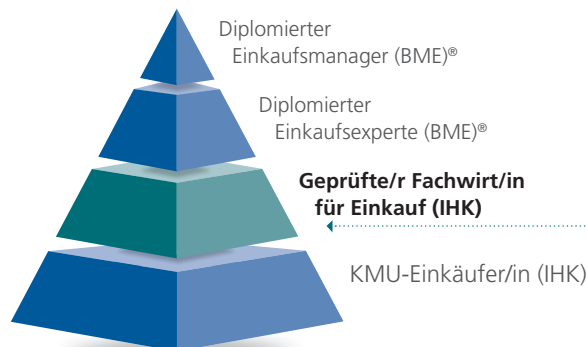 Diplomierter
Einkaufsmanager (BME)®
Diplomierter
Einkaufsexperte (BME)®
Geprüfte/r Fachwirt/in
für Einkauf (IHK)
KMU-Einkäufer/in (IHK)